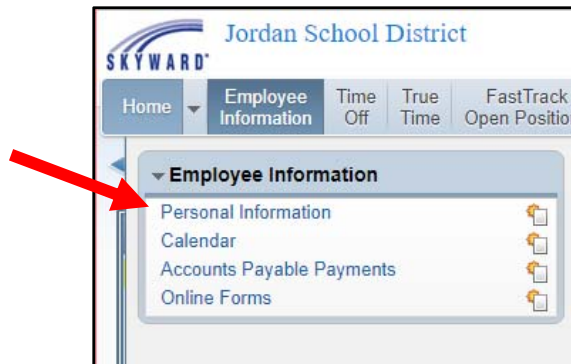 Jordan School District
SKYWARD
Home
Employee Information
Time Off
True Time
FastTrack Open Positio
Employee Information
Personal Information
Calendar
Accounts Payable Payments
Online Forms